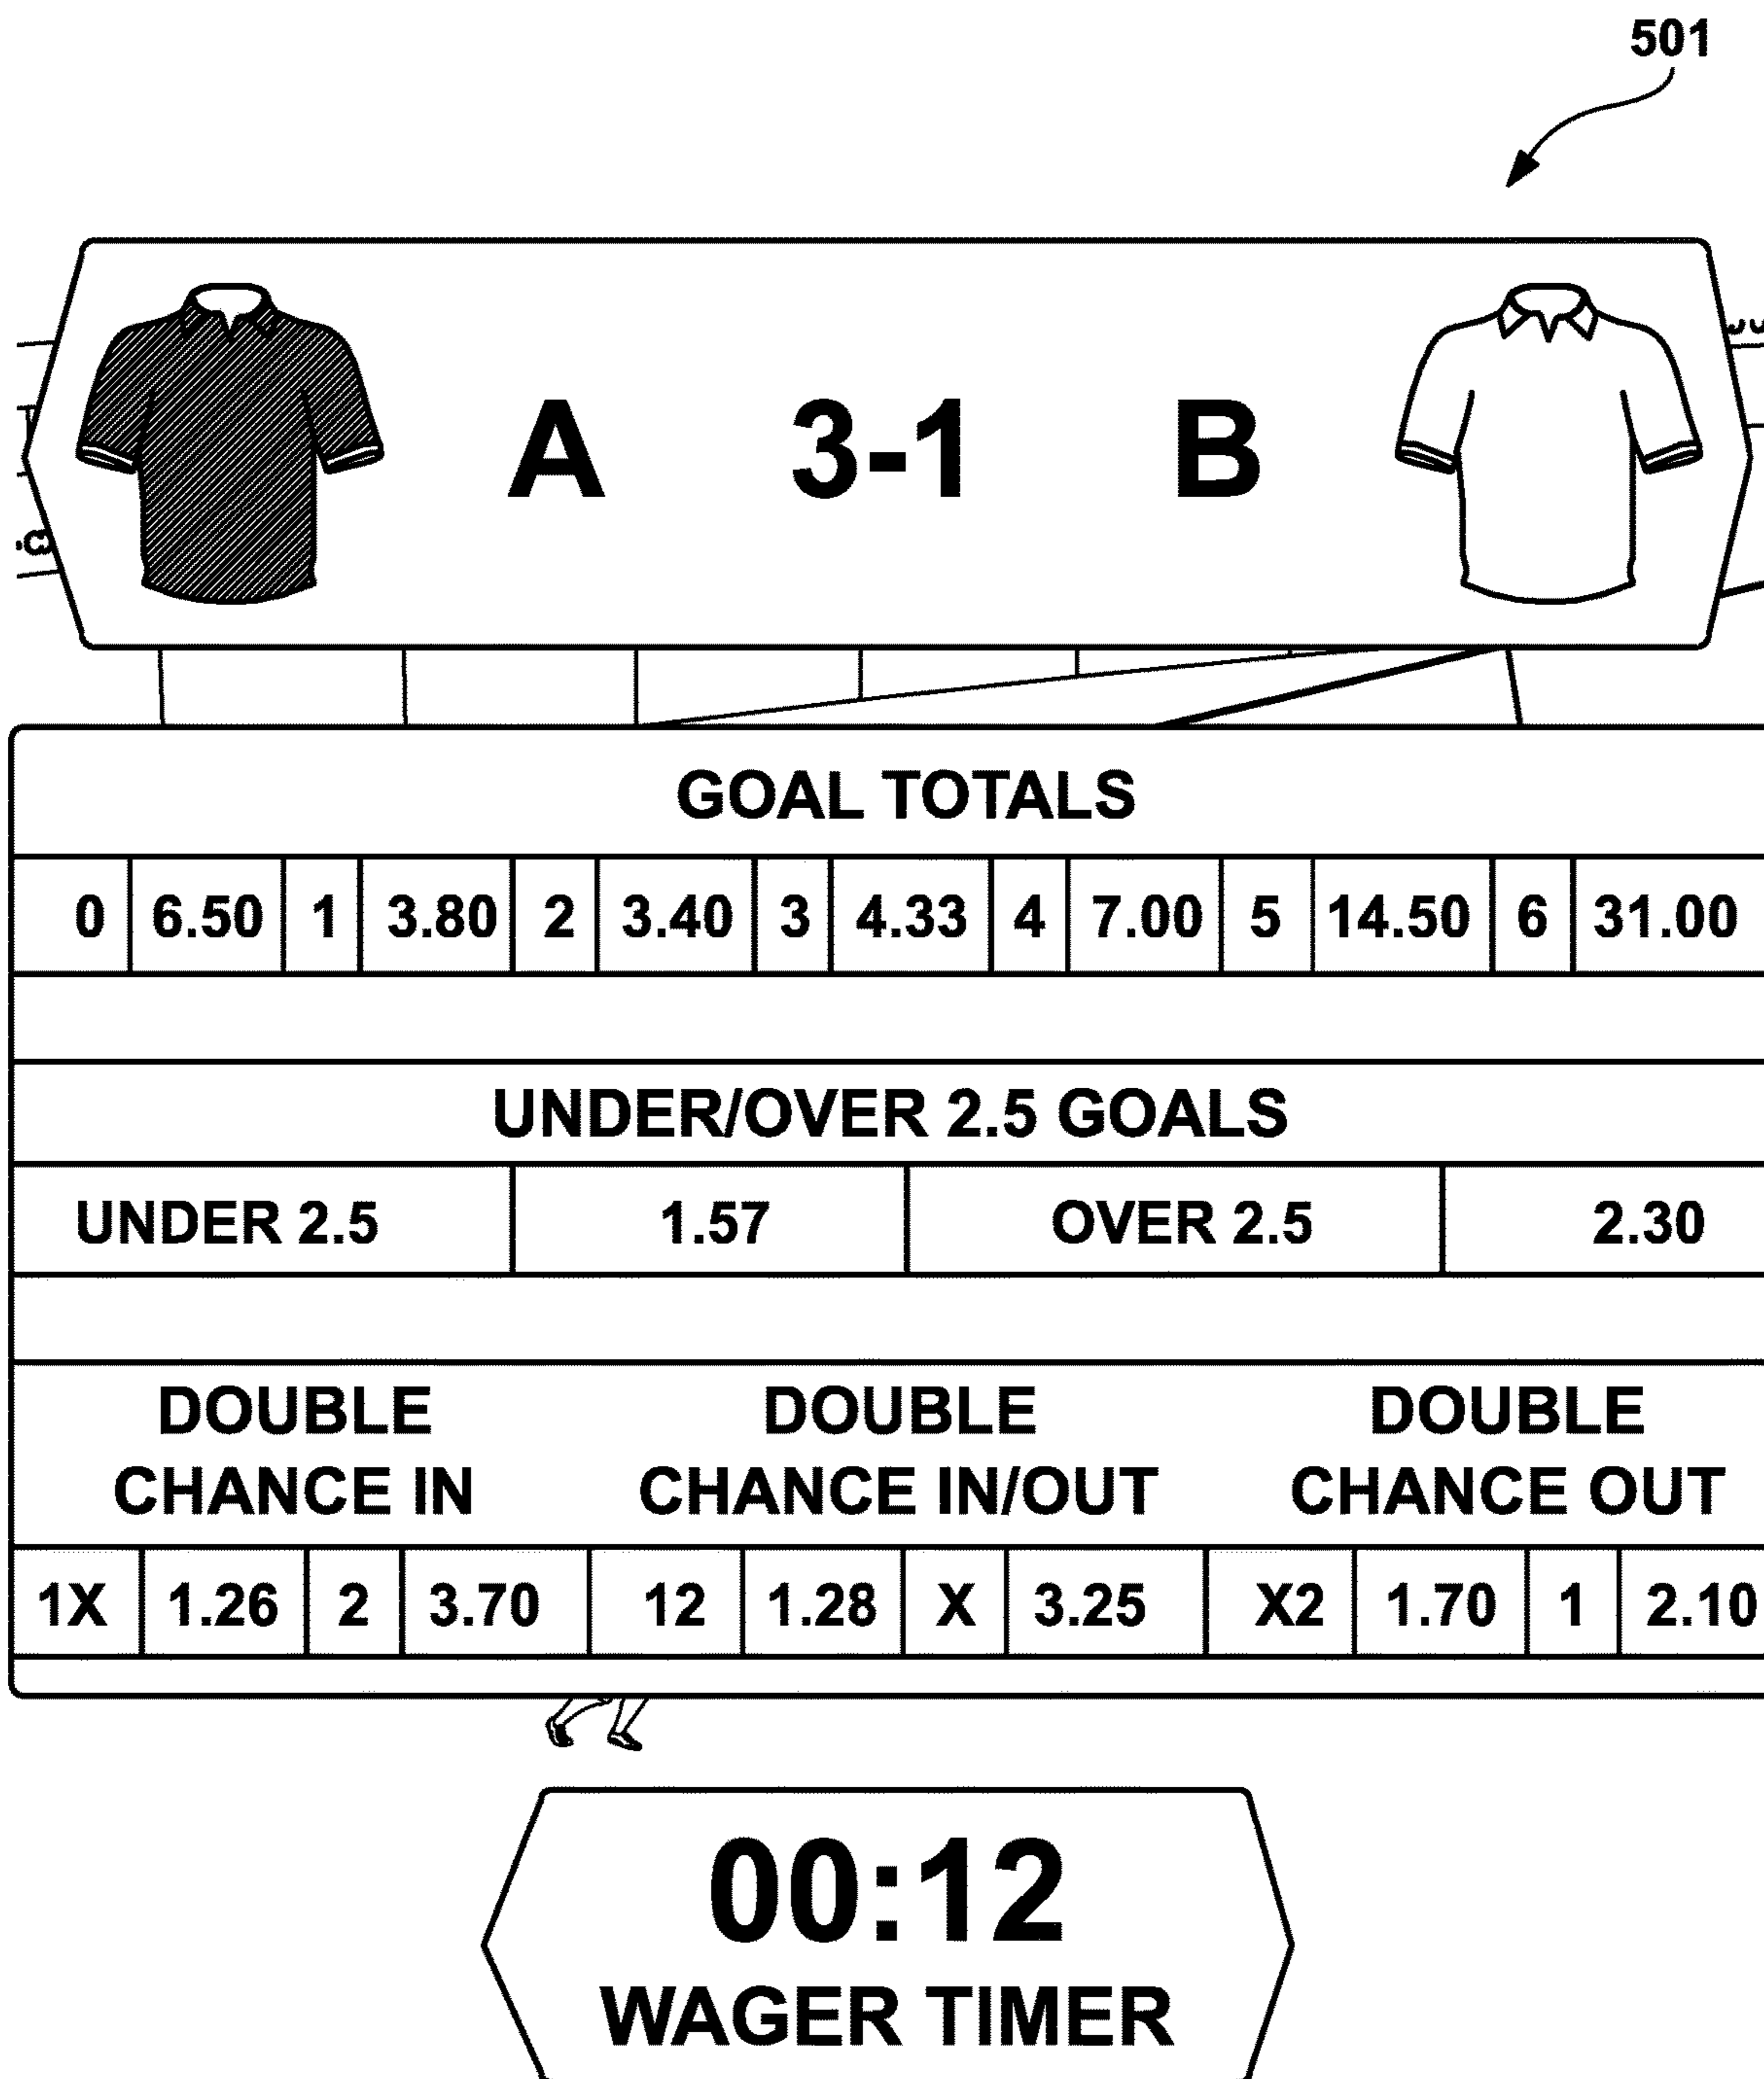 501
A 3-1 B
GOAL TOTALS
0 6.50 1 3.80 2 3.40 3 4.33 4 7.00 5 14.50 6 31.00
UNDER/OVER 2.5 GOALS
UNDER 2.5 1.57 OVER 2.5 2.30
DOUBLE DOUBLE DOUBLE
CHANCE IN CHANCE IN/OUT CHANCE OUT
1X 1.26 2 3.70 12 1.28 X 3.25 X2 1.70 1 2.10
00:12
WAGER TIMER